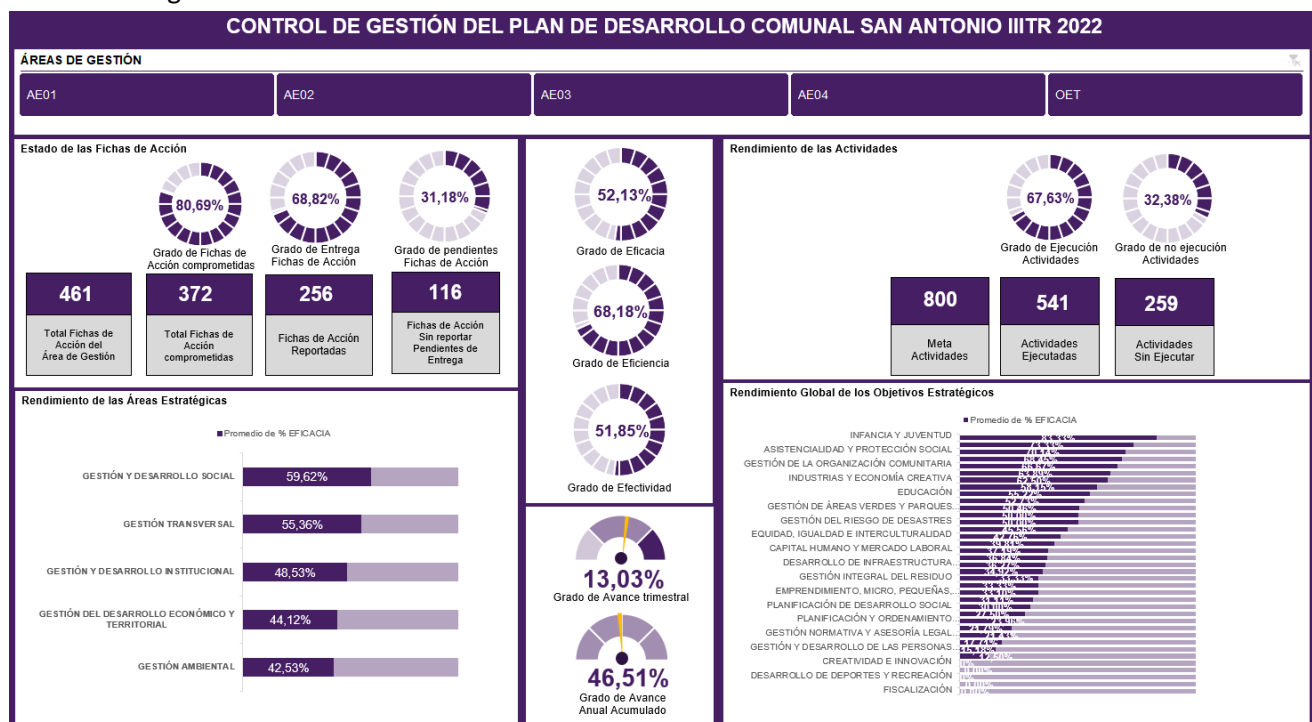 CONTROL DE GESTIÓN DEL PLAN DE DESARROLLO COMUNAL SAN ANTONIO IIITR 2022
ÁREAS DE GESTIÓN
AE01
AE02
AE03
AE04
OET
Estado de las Fichas de Acción
80,69%
Grado de Fichas de
Acción comprometidas
68,82%
Grado de Entrega
Fichas de Acción
31,18%
Grado de pendientes
Fichas de Acción
461
Total Fichas de
Acción del
Área de Gestión
372
Total Fichas de
Acción
comprometidas
256
Fichas de Acción
Reportadas
116
Fichas de Acción
Sin reportar
Pendientes de
Entrega
52,13%
Grado de Eficacia
68,18%
Grado de Eficiencia
51,85%
Grado de Efectividad
13,03%
Grado de Avance trimestral
46,51%
Grado de Avance
Anual Acumulado
Rendimiento de las Actividades
67,63%
Grado de Ejecución
Actividades
32,38%
Grado de no ejecución
Actividades
800
Meta
Actividades
541
Actividades
Ejecutadas
259
Actividades
Sin Ejecutar
Rendimiento de las Áreas Estratégicas
Promedio de % EFICACIA
GESTIÓN Y DESARROLLO SOCIAL
59,62%
GESTIÓN TRANSVERSAL
55,36%
GESTIÓN Y DESARROLLO INSTITUCIONAL
48,53%
GESTIÓN DEL DESARROLLO ECONÓMICO Y
TERRITORIAL
44,12%
GESTIÓN AMBIENTAL
42,53%
Rendimiento Global de los Objetivos Estratégicos
Promedio de % EFICACIA
INFANCIA Y JUVENTUD
ASISTENCIALIDAD Y PROTECCIÓN SOCIAL
GESTIÓN DE LA ORGANIZACIÓN COMUNITARIA
INDUSTRIAS Y ECONOMÍA CREATIVA
EDUCACIÓN
GESTIÓN DE ÁREAS VERDES Y PARQUES...
GESTIÓN DEL RIESGO DE DESASTRES
EQUIDAD, IGUALDAD E INTERCULTURALIDAD
CAPITAL HUMANO Y MERCADO LABORAL
DESARROLLO DE INFRAESTRUCTURA...
GESTIÓN INTEGRAL DEL RESIDUO
EMPRENDIMIENTO, MICRO, PEQUEÑAS,...
PLANIFICACIÓN DE DESARROLLO SOCIAL
PLANIFICACIÓN Y ORDENAMIENTO...
GESTIÓN NORMATIVA Y ASESORÍA LEGAL...
GESTIÓN Y DESARROLLO DE LAS PERSONAS...
CREATIVIDAD E INNOVACIÓN
DESARROLLO DE DEPORTES Y RECREACIÓN
FISCALIZACIÓN